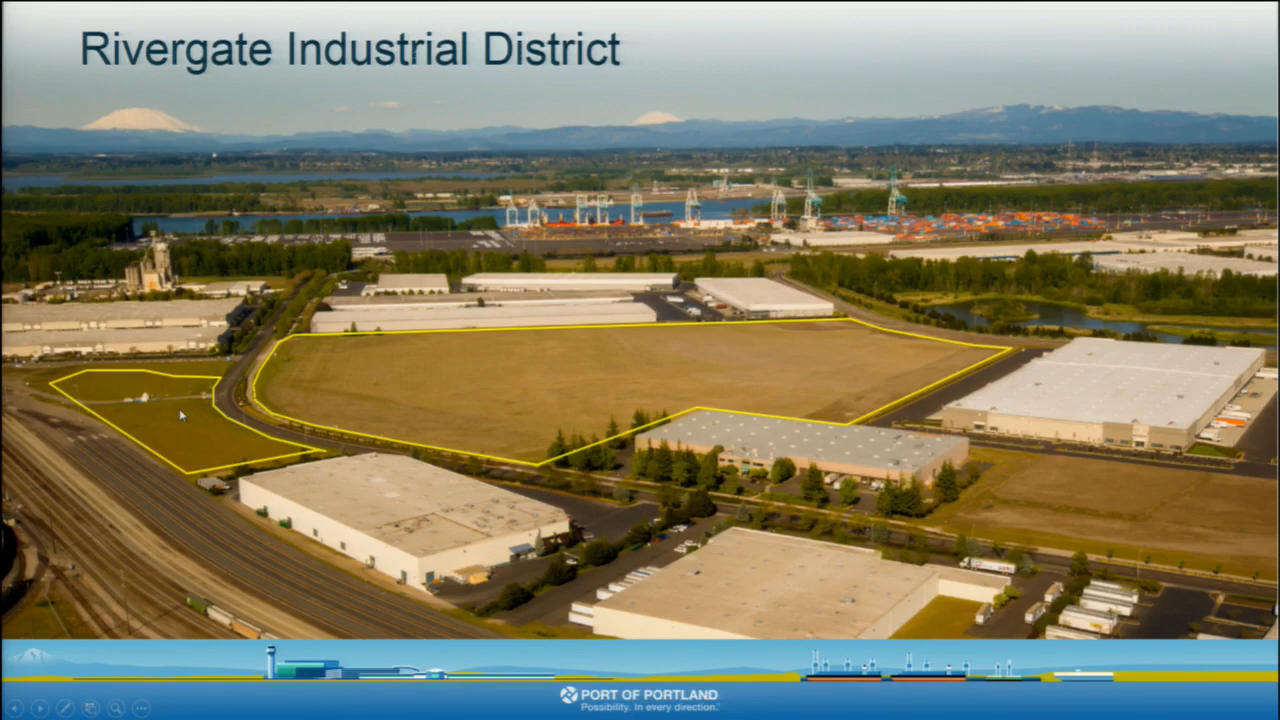 Rivergate Industrial District
PORT OF PORTLAND
Possibility. In every direction.